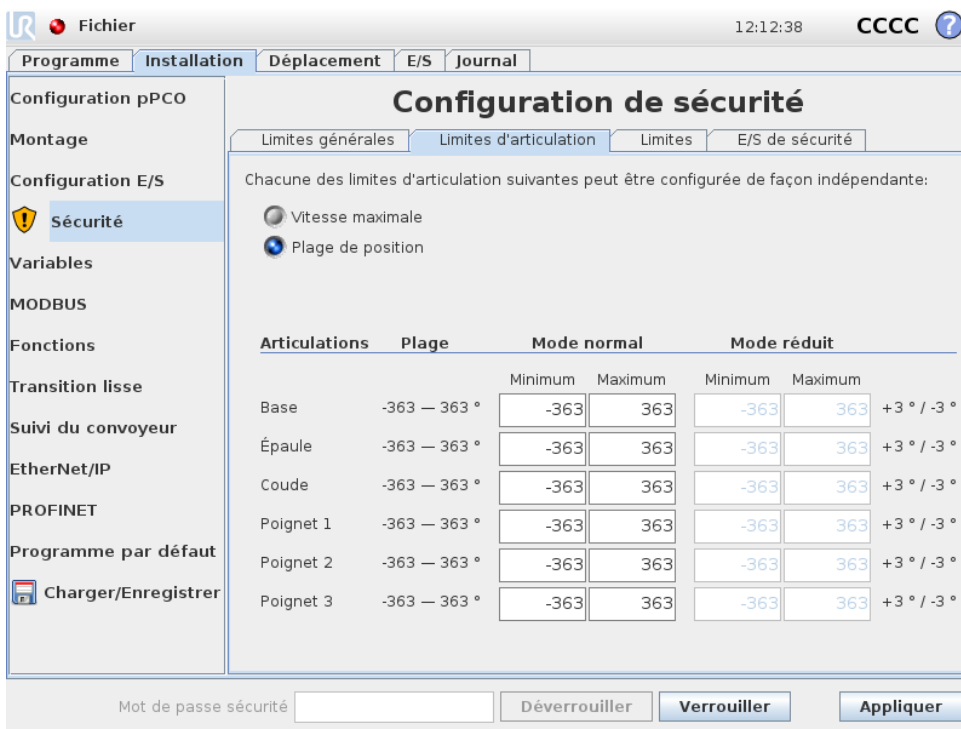 UR Fichier 12:12:38 CCCC ?
Programme Installation Déplacement E/S Journal
Configuration pPCO
Montage
Configuration E/S
Sécurité
Variables
MODBUS
Fonctions
Transition lisse
Suivi du convoyeur
EtherNet/IP
PROFINET
Programme par défaut
Charger/Enregistrer
Configuration de sécurité
Limites générales Limites d'articulation Limites E/S de sécurité
Chacune des limites d'articulation suivantes peut être configurée de façon indépendante:
Vitesse maximale
Plage de position
Articulations Plage Mode normal Mode réduit
Minimum Maximum Minimum Maximum
Base -363 — 363 ° -363 363 -363 363 +3 ° / -3 °
Épaule -363 — 363 ° -363 363 -363 363 +3 ° / -3 °
Coude -363 — 363 ° -363 363 -363 363 +3 ° / -3 °
Poignet 1 -363 — 363 ° -363 363 -363 363 +3 ° / -3 °
Poignet 2 -363 — 363 ° -363 363 -363 363 +3 ° / -3 °
Poignet 3 -363 — 363 ° -363 363 -363 363 +3 ° / -3 °
Mot de passe sécurité Déverrouiller Verrouiller Appliquer